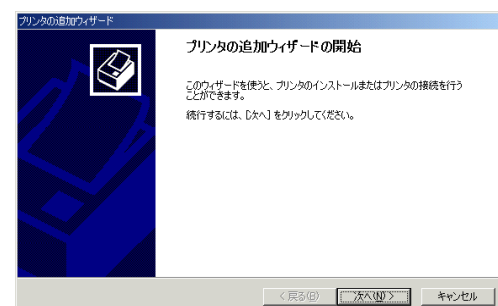 プリンタの追加ウィザード
プリンタの追加ウィザードの開始
このウィザードを使うと、プリンタのインストールまたはプリンタの接続を行う
ことができます。
続行するには、[次へ] をクリックしてください。
< 戻る(B)
次へ(N) >
キャンセル